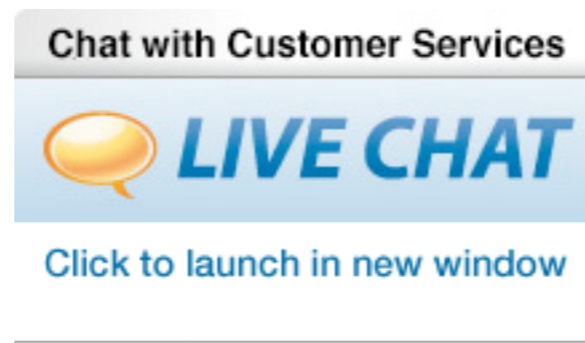 Chat with Customer Services
LIVE CHAT
Click to launch in new window